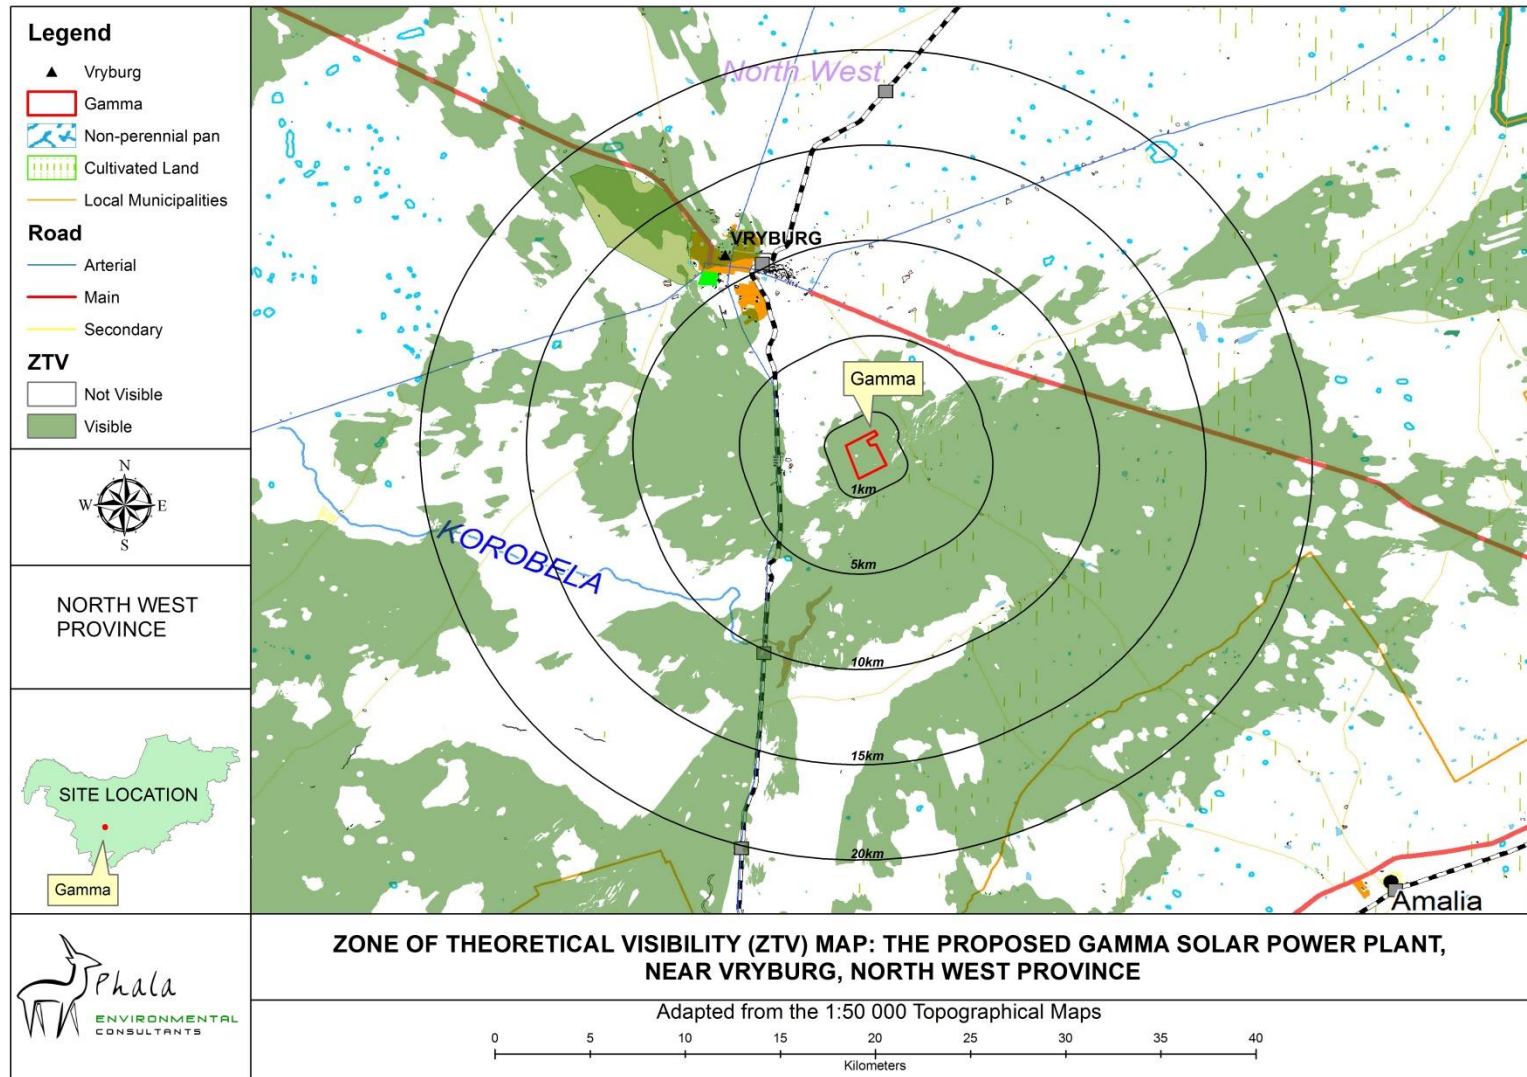 Legend
Vryburg
Gamma
Non-perennial pan
Cultivated Land
Local Municipalities
Road
Arterial
Main
Secondary
ZTV
Not Visible
Visible
N
W
E
S
NORTH WEST
PROVINCE
SITE LOCATION
Gamma
Phala
ENVIRONMENTAL
CONSULTANTS
North West
VRYBURG
Gamma
1km
KOROBELA
5km
10km
15km
20km
Amalia
ZONE OF THEORETICAL VISIBILITY (ZTV) MAP: THE PROPOSED GAMMA SOLAR POWER PLANT,
NEAR VRYBURG, NORTH WEST PROVINCE
Adapted from the 1:50 000 Topographical Maps
0 5 10 15 20 25 30 35 40
Kilometers